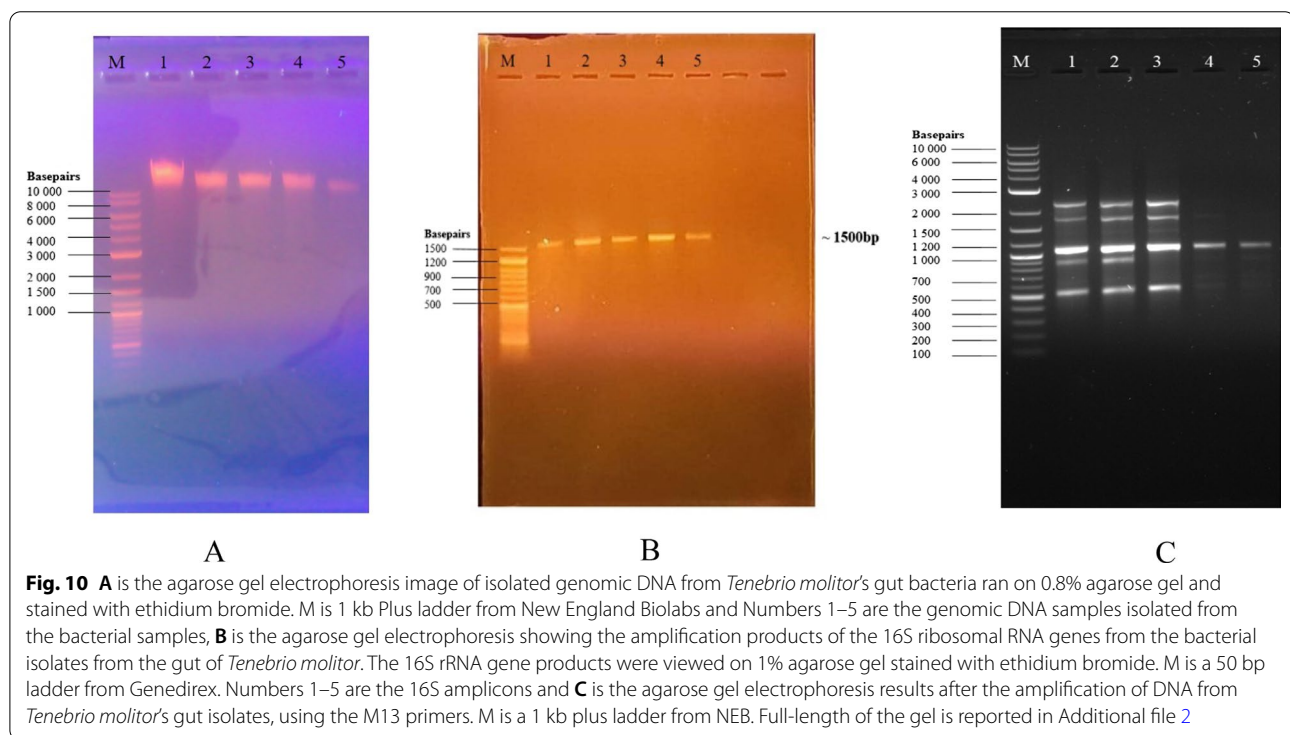 M 1 2 3 4 5
Basepairs
10 000
8 000
6 000
4 000
3 000
2 000
1 500
1 000
A
M 1 2 3 4 5
Basepairs
1500
1200
900
700
500
~ 1500bp
B
M 1 2 3 4 5
Basepairs
10 000
6 000
4 000
3 000
2 000
1 500
1 200
1 000
700
500
400
300
200
100
C
Fig. 10 A is the agarose gel electrophoresis image of isolated genomic DNA from Tenebrio molitor's gut bacteria ran on 0.8% agarose gel and
stained with ethidium bromide. M is 1 kb Plus ladder from New England Biolabs and Numbers 1–5 are the genomic DNA samples isolated from
the bacterial samples, B is the agarose gel electrophoresis showing the amplification products of the 16S ribosomal RNA genes from the bacterial
isolates from the gut of Tenebrio molitor. The 16S rRNA gene products were viewed on 1% agarose gel stained with ethidium bromide. M is a 50 bp
ladder from Genedirex. Numbers 1–5 are the 16S amplicons and C is the agarose gel electrophoresis results after the amplification of DNA from
Tenebrio molitor's gut isolates, using the M13 primers. M is a 1 kb plus ladder from NEB. Full-length of the gel is reported in Additional file 2